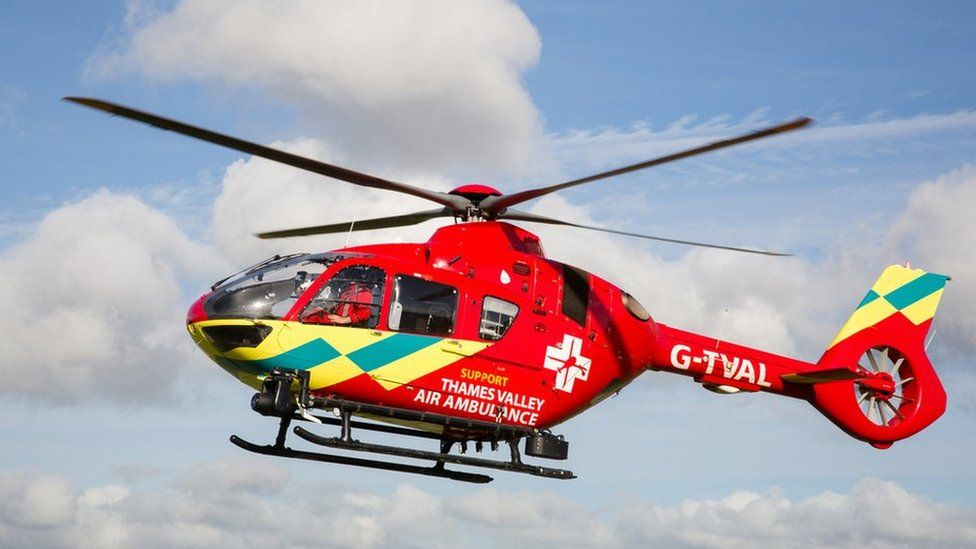 SUPPORT
THAMES VALLEY
AIR AMBULANCE
G-TVAL